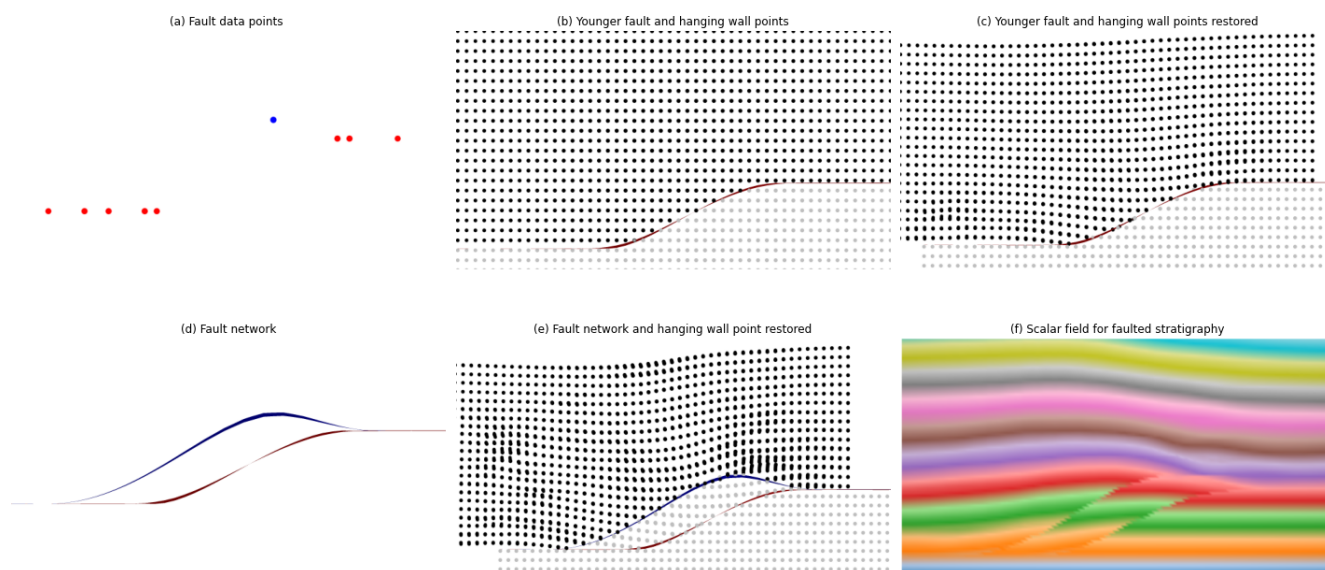 (a) Fault data points
(b) Younger fault and hanging wall points
(c) Younger fault and hanging wall points restored
(d) Fault network
(e) Fault network and hanging wall point restored
(f) Scalar field for faulted stratigraphy